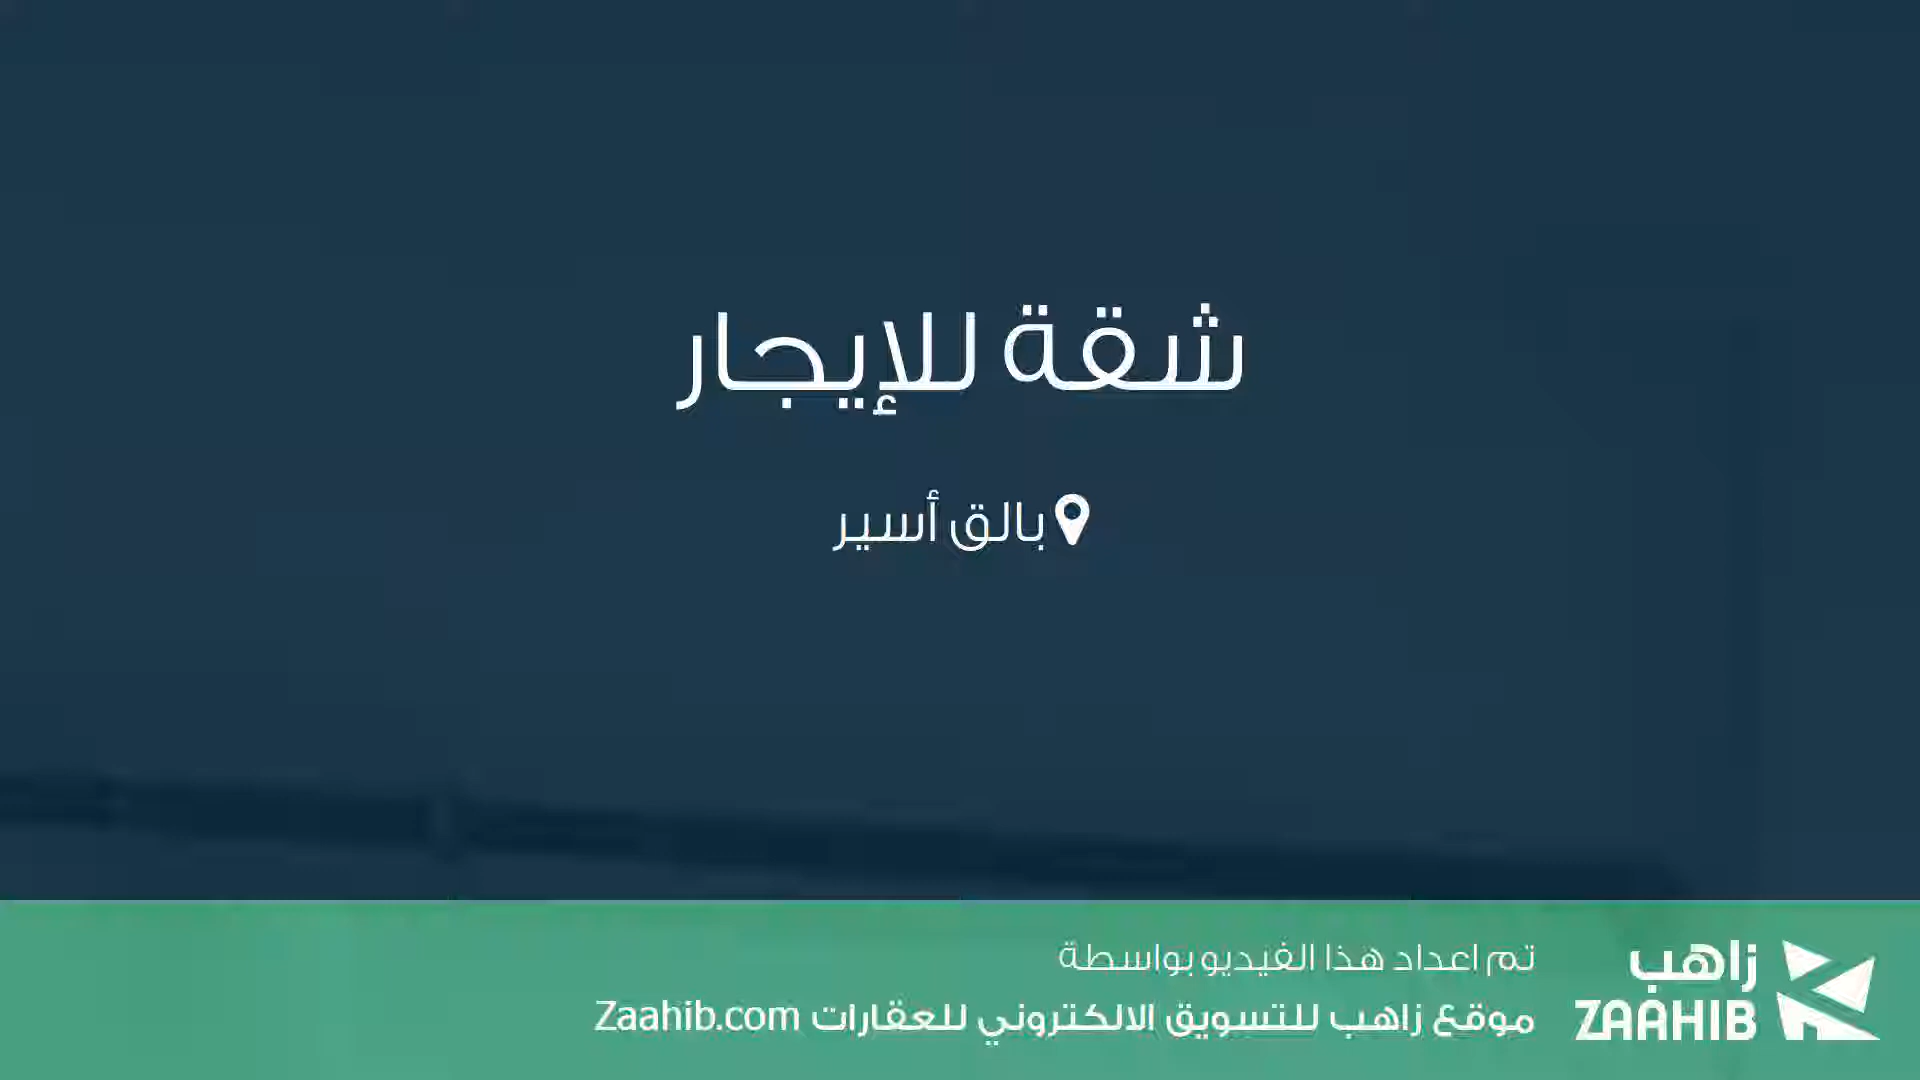 شقة للإيجار
بالق أسير
تم اعداد هذا الفيديو بواسطة
موقع زاهب للتسويق الالكتروني للعقارات Zaahib.com
زاهب
ZAAHIB